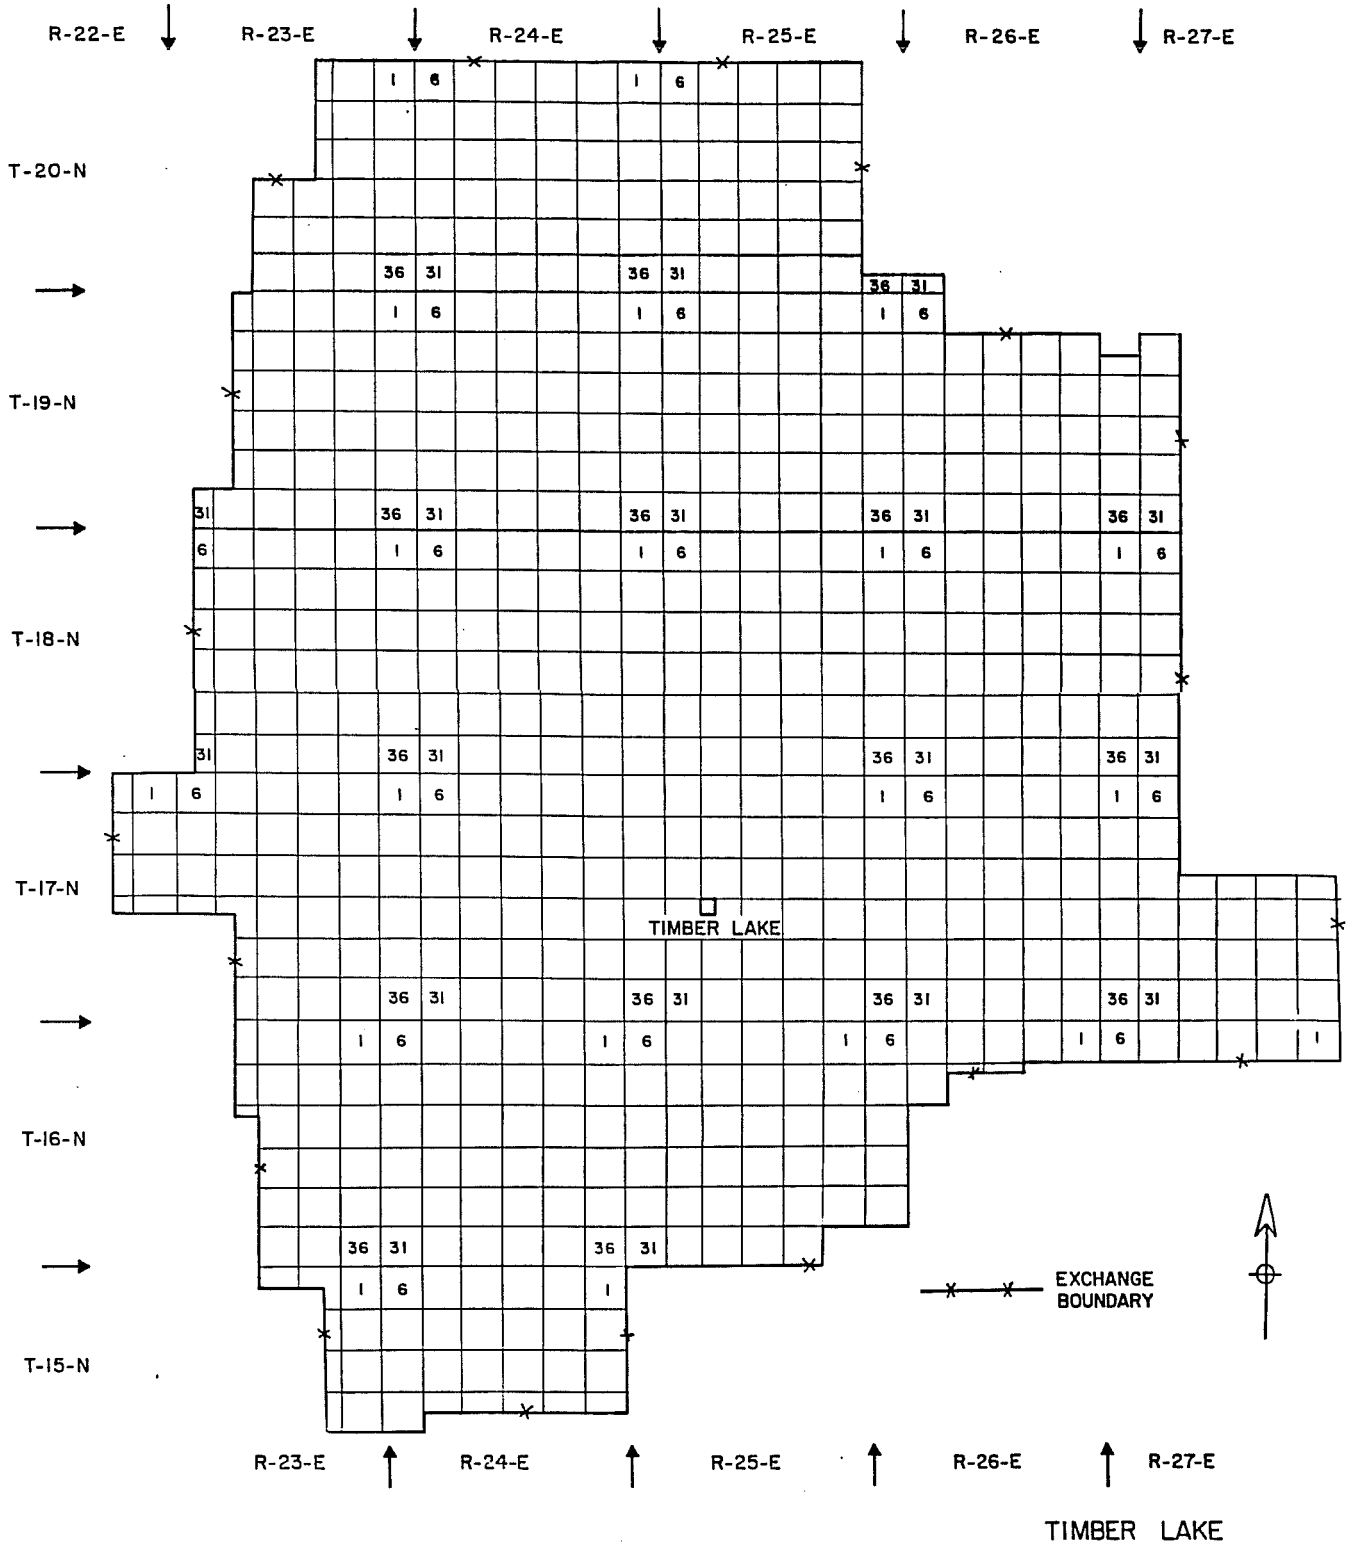 R-22-E R-23-E R-24-E R-25-E R-26-E R-27-E
1 6 1 6
T-20-N
36 31 36 31 36 31
1 6 1 6 1 6
T-19-N
31 36 31 36 31 36 31 36 31
6 1 6 1 6 1 6 1 6
T-18-N
31 36 31 36 31 36 31
1 6 1 6 1 6 1 6
T-17-N
TIMBER LAKE
36 31 36 31 36 31 36 31
1 6 1 6 1 6 1 6 1
T-16-N
36 31 36 31
1 6 1
EXCHANGE
BOUNDARY
T-15-N
R-23-E R-24-E R-25-E R-26-E R-27-E
TIMBER LAKE